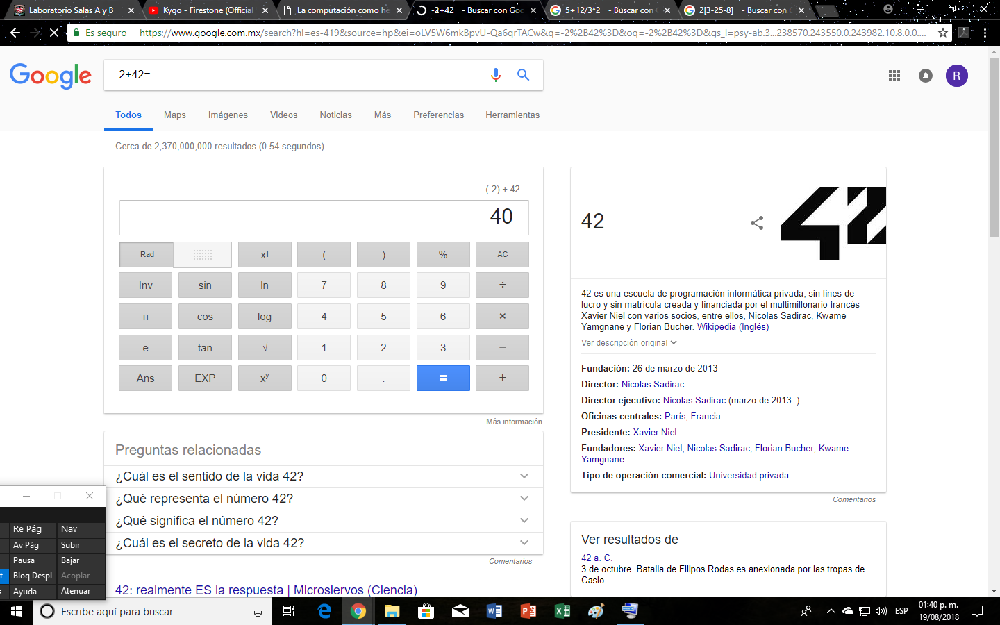 Laboratorio Salas A y B
Kygo - Firestone (Official
La computación como he
-2+42= - Buscar con Goo
5+12/3*2= - Buscar con
2[3-25-8]= - Buscar con
Es seguro
https://www.google.com.mx/search?hl=es-419&source=hp&ei=oLV5W6mkBpvU-Qa6qrTACw&q=-2%2B42%3D&oq=-2%2B42%3D&gs_l=psy-ab.3...238570.243550.0.243982.10.8.0.0....
Google
-2+42=
R
Todos
Maps
Imágenes
Videos
Noticias
Más
Preferencias
Herramientas
Cerca de 2,370,000,000 resultados (0.54 segundos)
(-2) + 42 =
40
Rad
x!
(
)
%
AC
Inv
sin
ln
7
8
9
÷
π
cos
log
4
5
6
×
e
tan
√
1
2
3
−
Ans
EXP
xʸ
0
.
=
+
Más información
Preguntas relacionadas
¿Cuál es el sentido de la vida 42?
¿Qué representa el número 42?
¿Qué significa el número 42?
¿Cuál es el secreto de la vida 42?
Comentarios
42: realmente ES la respuesta | Microsiervos (Ciencia)
42
42
42 es una escuela de programación informática privada, sin fines de
lucro y sin matrícula creada y financiada por el multimillonario francés
Xavier Niel con varios socios, entre ellos, Nicolas Sadirac, Kwame
Yamgnane y Florian Bucher. Wikipedia (Inglés)
Ver descripción original
Fundación: 26 de marzo de 2013
Director: Nicolas Sadirac
Director ejecutivo: Nicolas Sadirac (marzo de 2013–)
Oficinas centrales: París, Francia
Presidente: Xavier Niel
Fundadores: Xavier Niel, Nicolas Sadirac, Florian Bucher, Kwame
Yamgnane
Tipo de operación comercial: Universidad privada
Comentarios
Ver resultados de
42 a. C.
3 de octubre. Batalla de Filipos Rodas es anexionada por las tropas de
Casio.
Re Pág
Nav
Av Pág
Subir
Pausa
Bajar
t
Bloq Despl
Acoplar
s
Ayuda
Atenuar
Escribe aquí para buscar
ESP
01:40 p. m.
19/08/2018